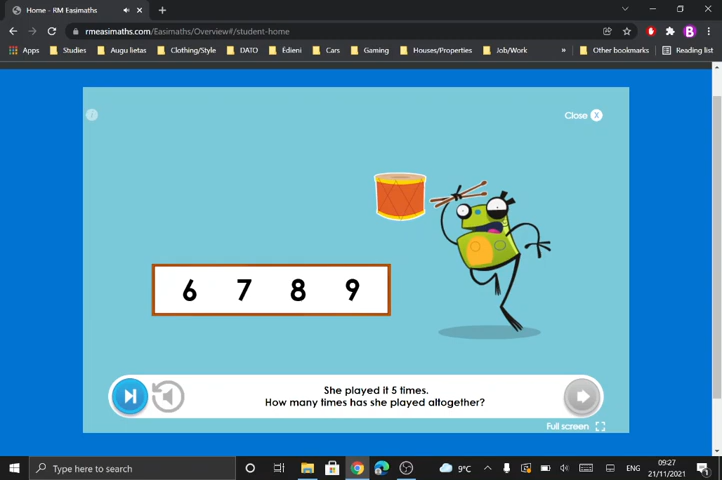 Home - RM Easimaths
rmeasimaths.com/Easimaths/Overview#/student-home
Apps Studies Augu lietas Clothing/Style DATO Edieni Cars Gaming Houses/Properties Job/Work » Other bookmarks Reading list
Close X
6 7 8 9
She played it 5 times.
How many times has she played altogether?
Full screen
Type here to search
9°C
ENG
09:27
21/11/2021